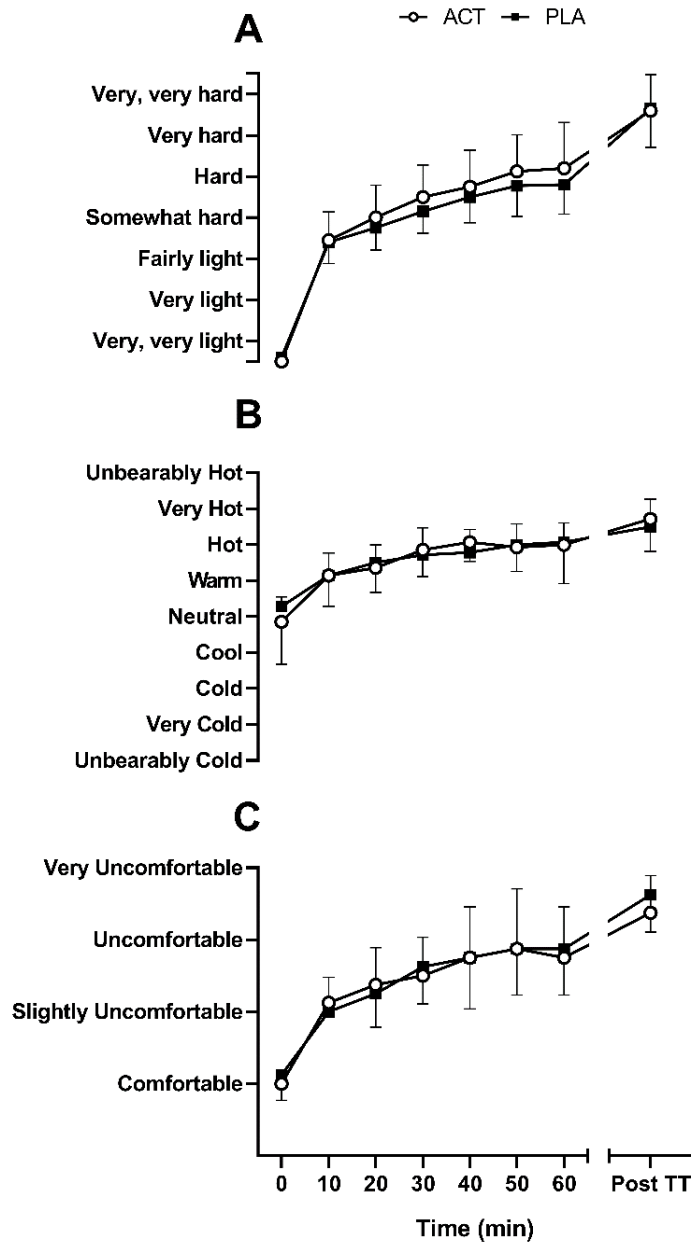 A
ACT PLA
Very, very hard
Very hard
Hard
Somewhat hard
Fairly light
Very light
Very, very light
B
Unbearably Hot
Very Hot
Hot
Warm
Neutral
Cool
Cold
Very Cold
Unbearably Cold
C
Very Uncomfortable
Uncomfortable
Slightly Uncomfortable
Comfortable
0 10 20 30 40 50 60 Post TT
Time (min)